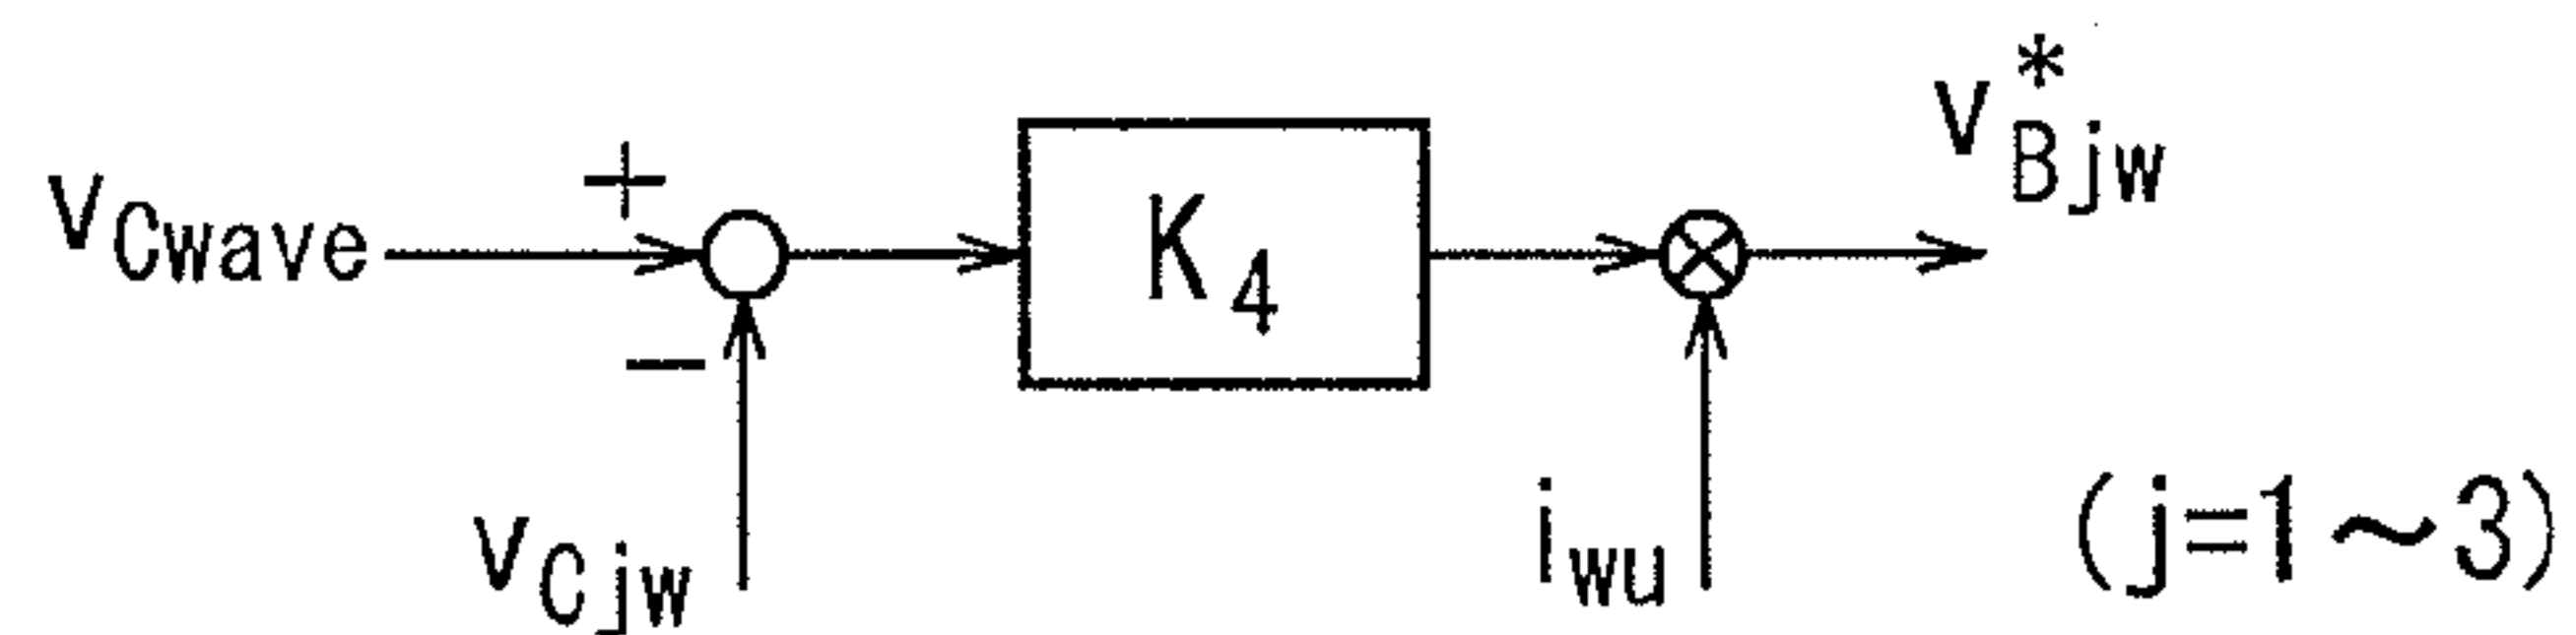 v*Bjw
+
vCwave
K4
−
vCjw
iwu
(j=1～3)